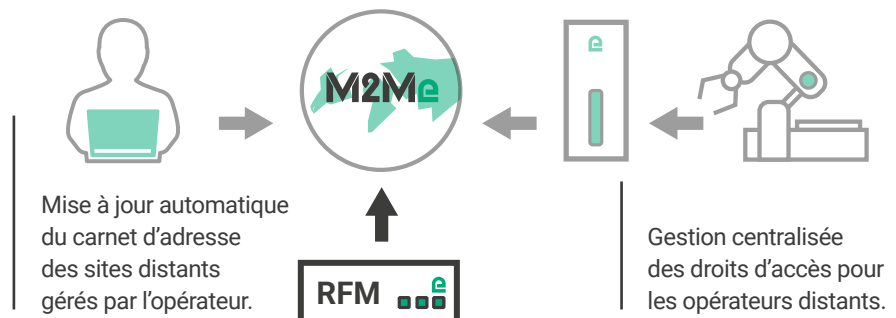 M2Me
Mise à jour automatique
du carnet d’adresse
des sites distants
gérés par l’opérateur.
RFM
Gestion centralisée
des droits d’accès pour
les opérateurs distants.